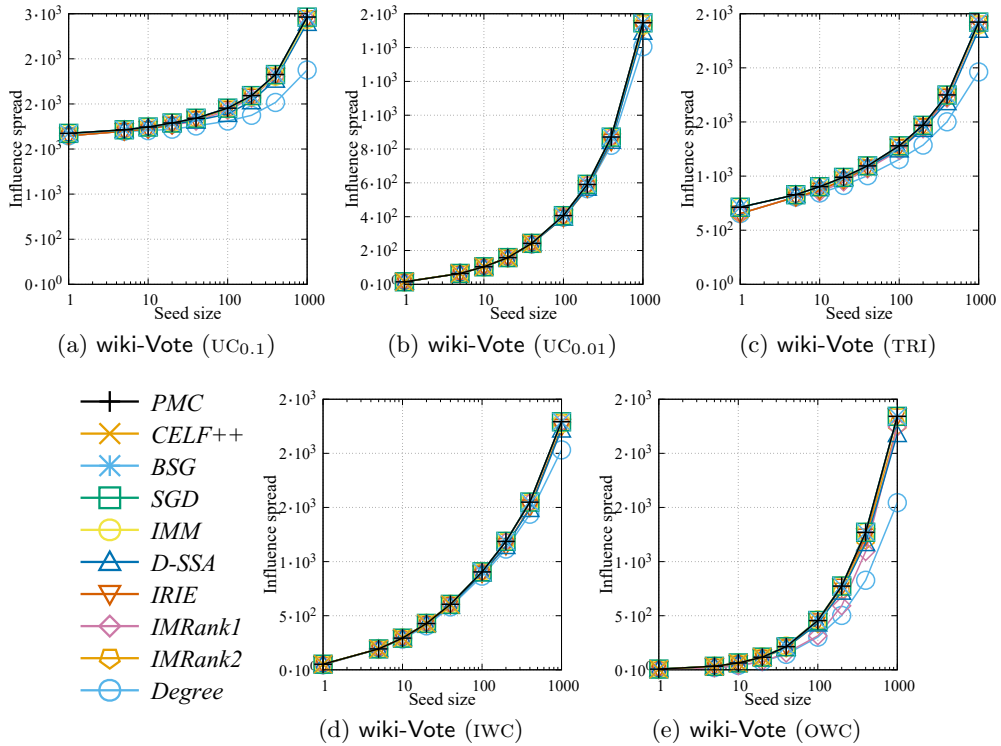 3·10³
2·10³
2·10³
2·10³
1·10³
5·10²
0·10⁰
Influence spread
1 10 100 1000
Seed size
(a) wiki-Vote (UC0.1)
1·10³
1·10³
1·10³
8·10²
6·10²
4·10²
2·10²
0·10⁰
Influence spread
1 10 100 1000
Seed size
(b) wiki-Vote (UC0.01)
2·10³
2·10³
2·10³
1·10³
5·10²
0·10⁰
Influence spread
1 10 100 1000
Seed size
(c) wiki-Vote (TRI)
PMC
CELF++
BSG
SGD
IMM
D-SSA
IRIE
IMRank1
IMRank2
Degree
2·10³
2·10³
2·10³
1·10³
5·10²
0·10⁰
Influence spread
1 10 100 1000
Seed size
(d) wiki-Vote (IWC)
2·10³
2·10³
2·10³
1·10³
5·10²
0·10⁰
Influence spread
1 10 100 1000
Seed size
(e) wiki-Vote (OWC)